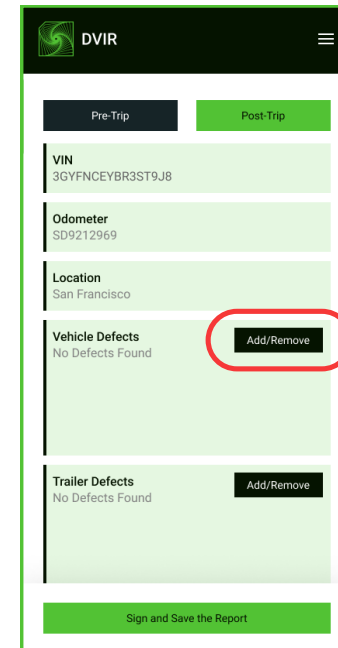 DVIR
Pre-Trip
Post-Trip
VIN
3GYFNCEYBR3ST9J8
Odometer
SD9212969
Location
San Francisco
Vehicle Defects
Add/Remove
No Defects Found
Trailer Defects
Add/Remove
No Defects Found
Sign and Save the Report